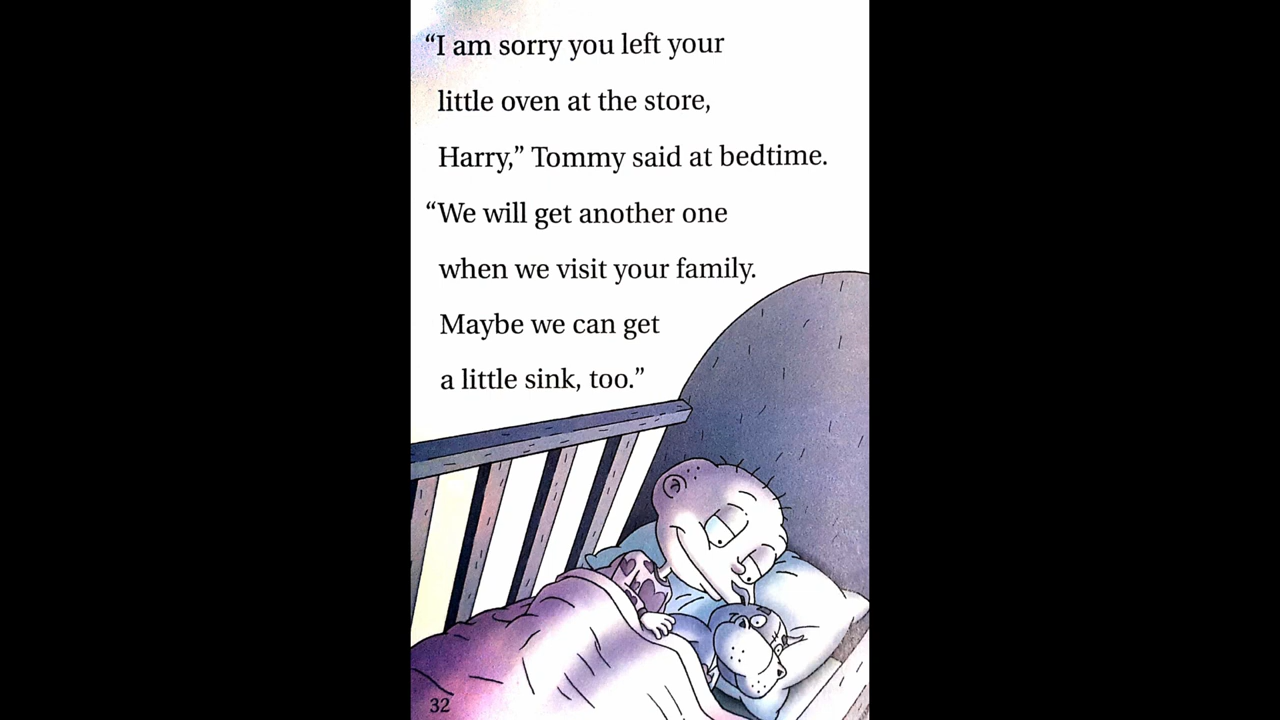 “I am sorry you left your
little oven at the store,
Harry,” Tommy said at bedtime.
“We will get another one
when we visit your family.
Maybe we can get
a little sink, too.”
32